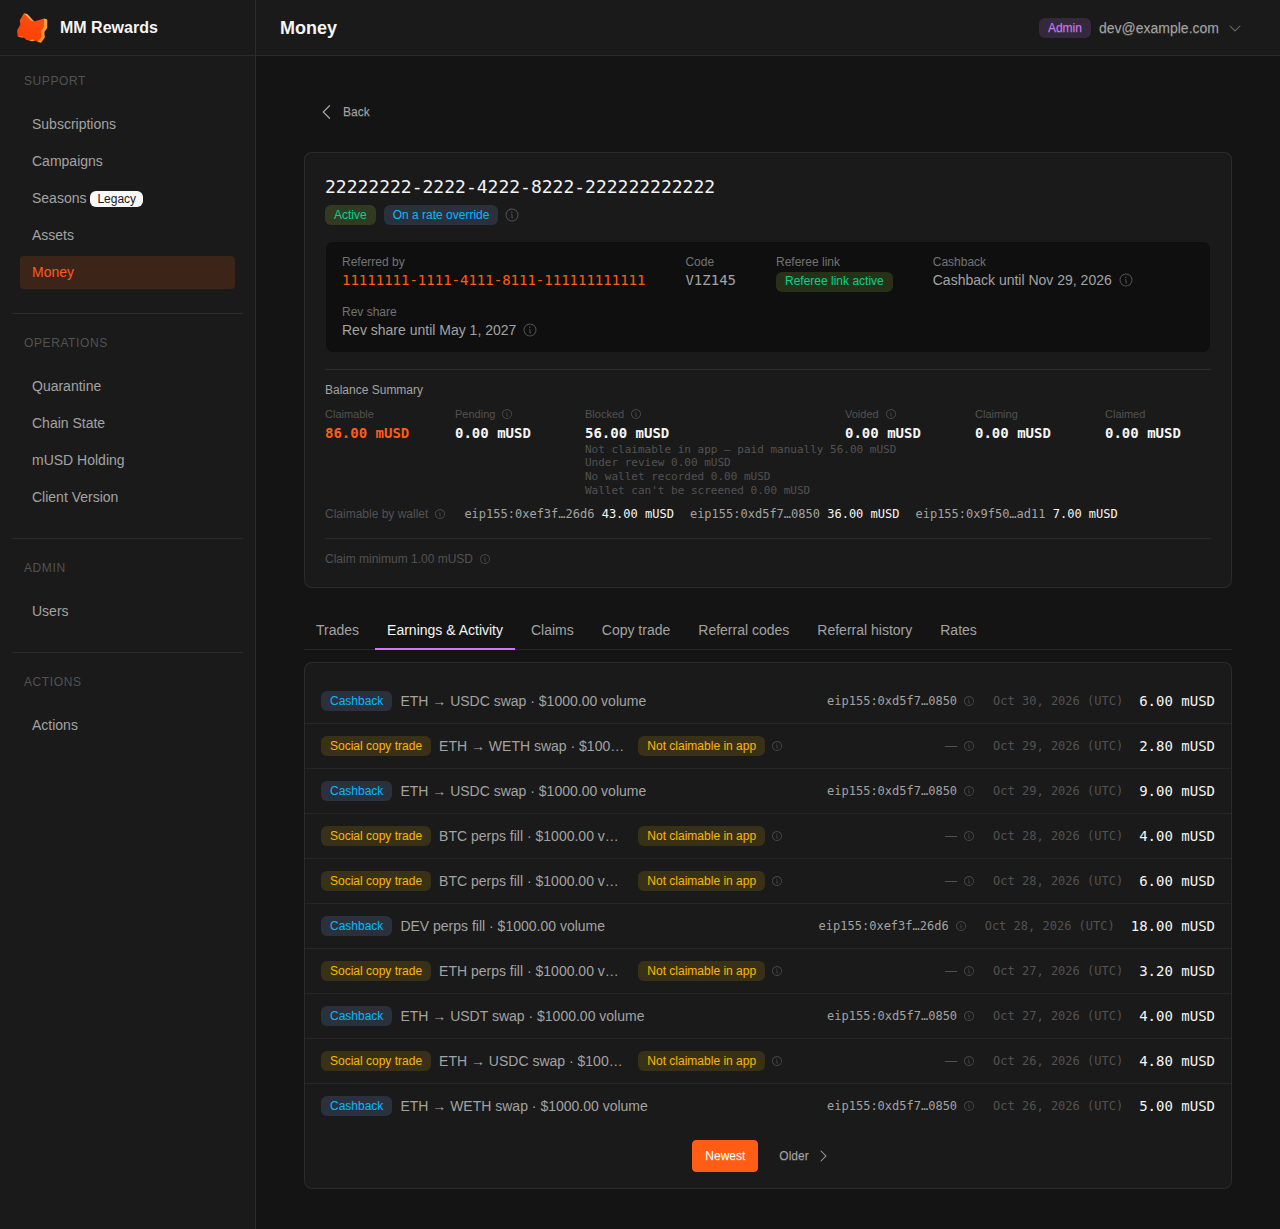 MM Rewards
Money
Admin dev@example.com
SUPPORT
Subscriptions
Campaigns
Seasons Legacy
Assets
Money
OPERATIONS
Quarantine
Chain State
mUSD Holding
Client Version
ADMIN
Users
ACTIONS
Actions
Back
22222222-2222-4222-8222-222222222222
Active On a rate override
Referred by Code Referee link Cashback
11111111-1111-4111-8111-111111111111 V1Z145 Referee link active Cashback until Nov 29, 2026
Rev share
Rev share until May 1, 2027
Balance Summary
Claimable Pending Blocked Voided Claiming Claimed
86.00 mUSD 0.00 mUSD 56.00 mUSD 0.00 mUSD 0.00 mUSD 0.00 mUSD
Not claimable in app — paid manually 56.00 mUSD
Under review 0.00 mUSD
No wallet recorded 0.00 mUSD
Wallet can't be screened 0.00 mUSD
Claimable by wallet eip155:0xef3f…26d6 43.00 mUSD eip155:0xd5f7…0850 36.00 mUSD eip155:0x9f50…ad11 7.00 mUSD
Claim minimum 1.00 mUSD
Trades Earnings & Activity Claims Copy trade Referral codes Referral history Rates
Cashback ETH → USDC swap · $1000.00 volume eip155:0xd5f7…0850 Oct 30, 2026 (UTC) 6.00 mUSD
Social copy trade ETH → WETH swap · $100… Not claimable in app — Oct 29, 2026 (UTC) 2.80 mUSD
Cashback ETH → USDC swap · $1000.00 volume eip155:0xd5f7…0850 Oct 29, 2026 (UTC) 9.00 mUSD
Social copy trade BTC perps fill · $1000.00 v… Not claimable in app — Oct 28, 2026 (UTC) 4.00 mUSD
Social copy trade BTC perps fill · $1000.00 v… Not claimable in app — Oct 28, 2026 (UTC) 6.00 mUSD
Cashback DEV perps fill · $1000.00 volume eip155:0xef3f…26d6 Oct 28, 2026 (UTC) 18.00 mUSD
Social copy trade ETH perps fill · $1000.00 v… Not claimable in app — Oct 27, 2026 (UTC) 3.20 mUSD
Cashback ETH → USDT swap · $1000.00 volume eip155:0xd5f7…0850 Oct 27, 2026 (UTC) 4.00 mUSD
Social copy trade ETH → USDC swap · $100… Not claimable in app — Oct 26, 2026 (UTC) 4.80 mUSD
Cashback ETH → WETH swap · $1000.00 volume eip155:0xd5f7…0850 Oct 26, 2026 (UTC) 5.00 mUSD
Newest Older